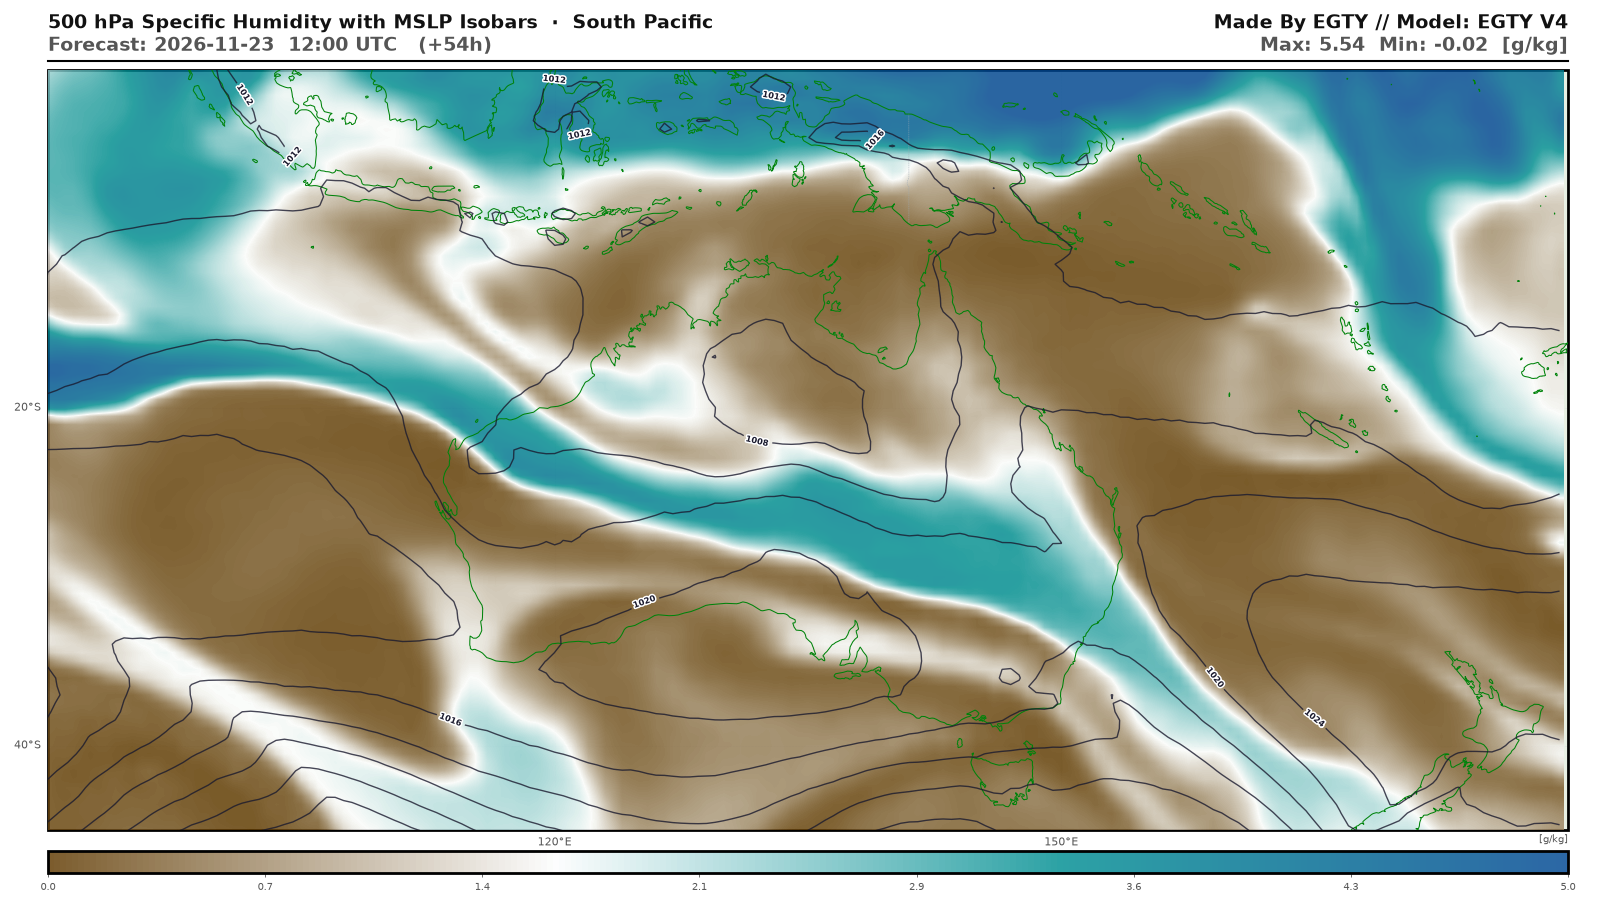 500 hPa Specific Humidity with MSLP Isobars · South Pacific
Made By EGTY // Model: EGTY V4
Forecast: 2026-11-23 12:00 UTC (+54h)
Max: 5.54 Min: -0.02 [g/kg]
1012
1012
1012
1012
1012
1016
20°S
1008
1020
1020
1024
1016
40°S
120°E
150°E
[g/kg]
0.0
0.7
1.4
2.1
2.9
3.6
4.3
5.0